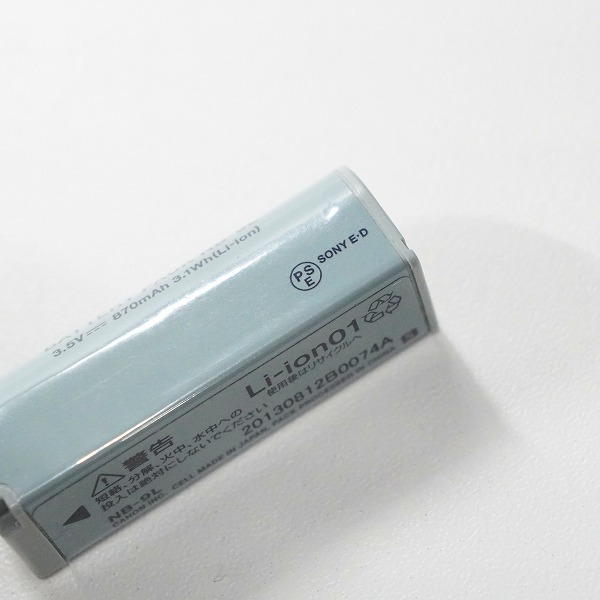 3.5V⎓ 870mAh 3.1Wh(Li-ion)
PSE SONY E·D
Li-ion01
使用後はリサイクルへ
20130812B0074A
警告
短絡、分解、火中、水中への
投入は絶対にしないでください
NB-9L
CANON INC. CELL MADE IN JAPAN, PACK PROCESSED IN CHINA